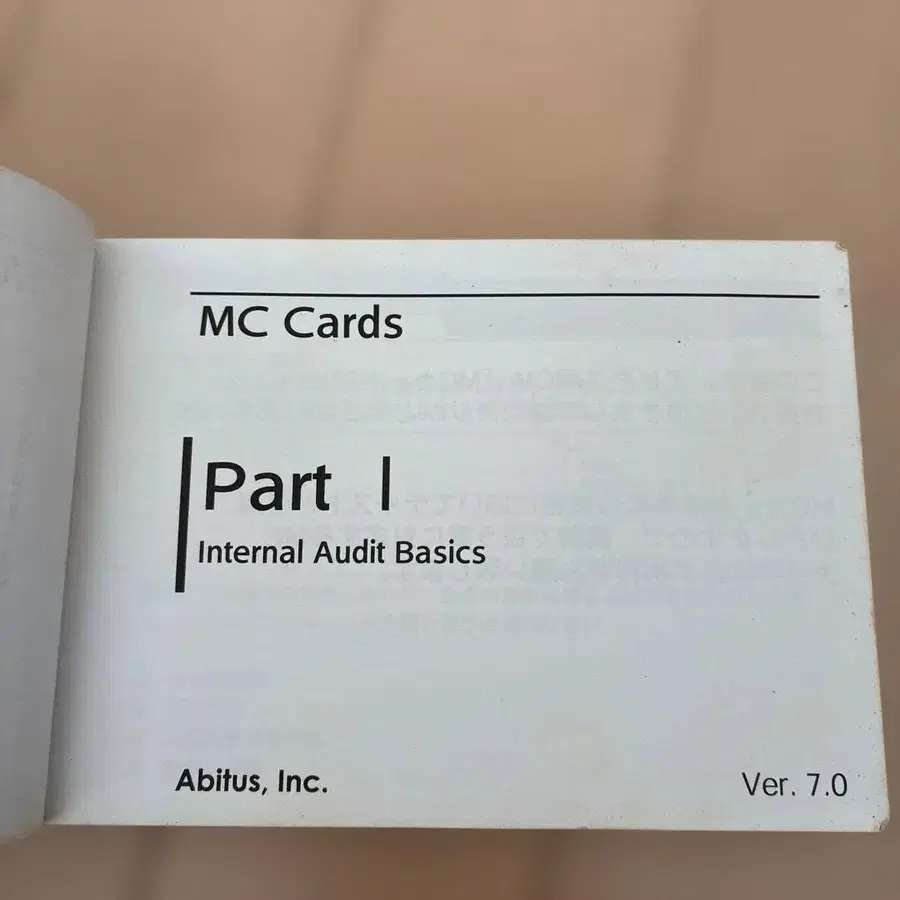 MC Cards
Part I
Internal Audit Basics
Abitus, Inc.
Ver. 7.0